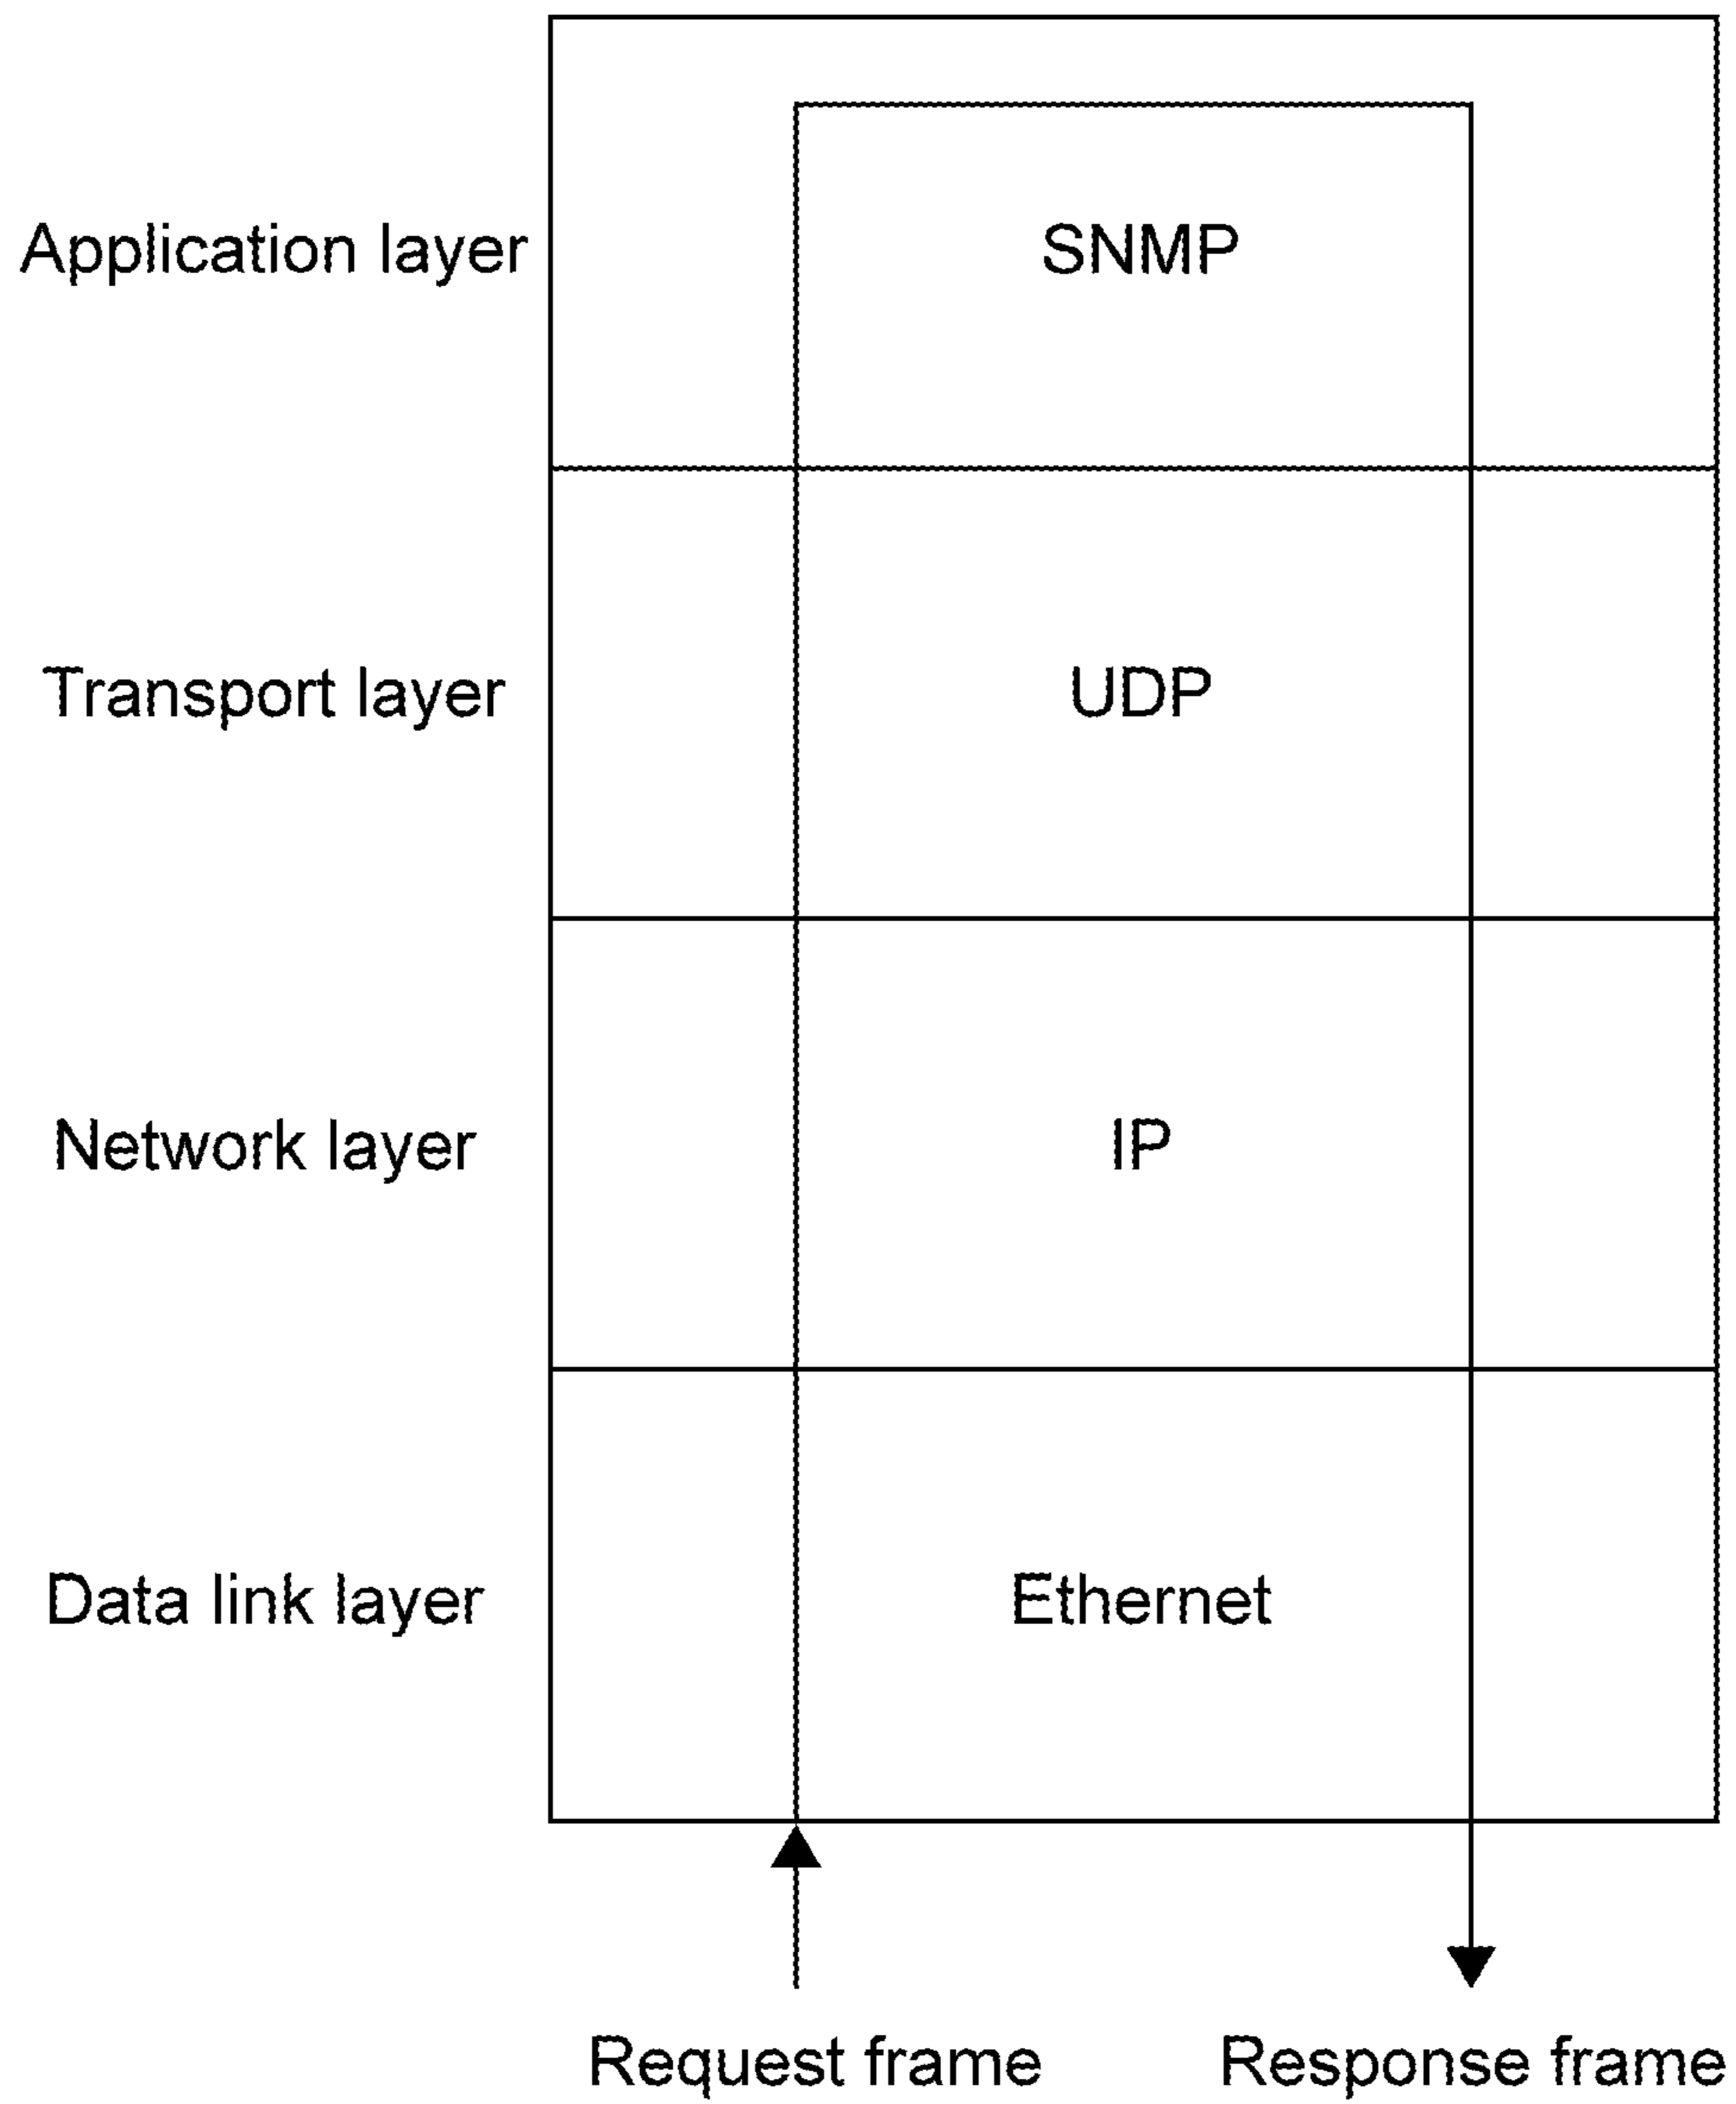 Application layer
SNMP
Transport layer
UDP
Network layer
IP
Data link layer
Ethernet
Request frame
Response frame